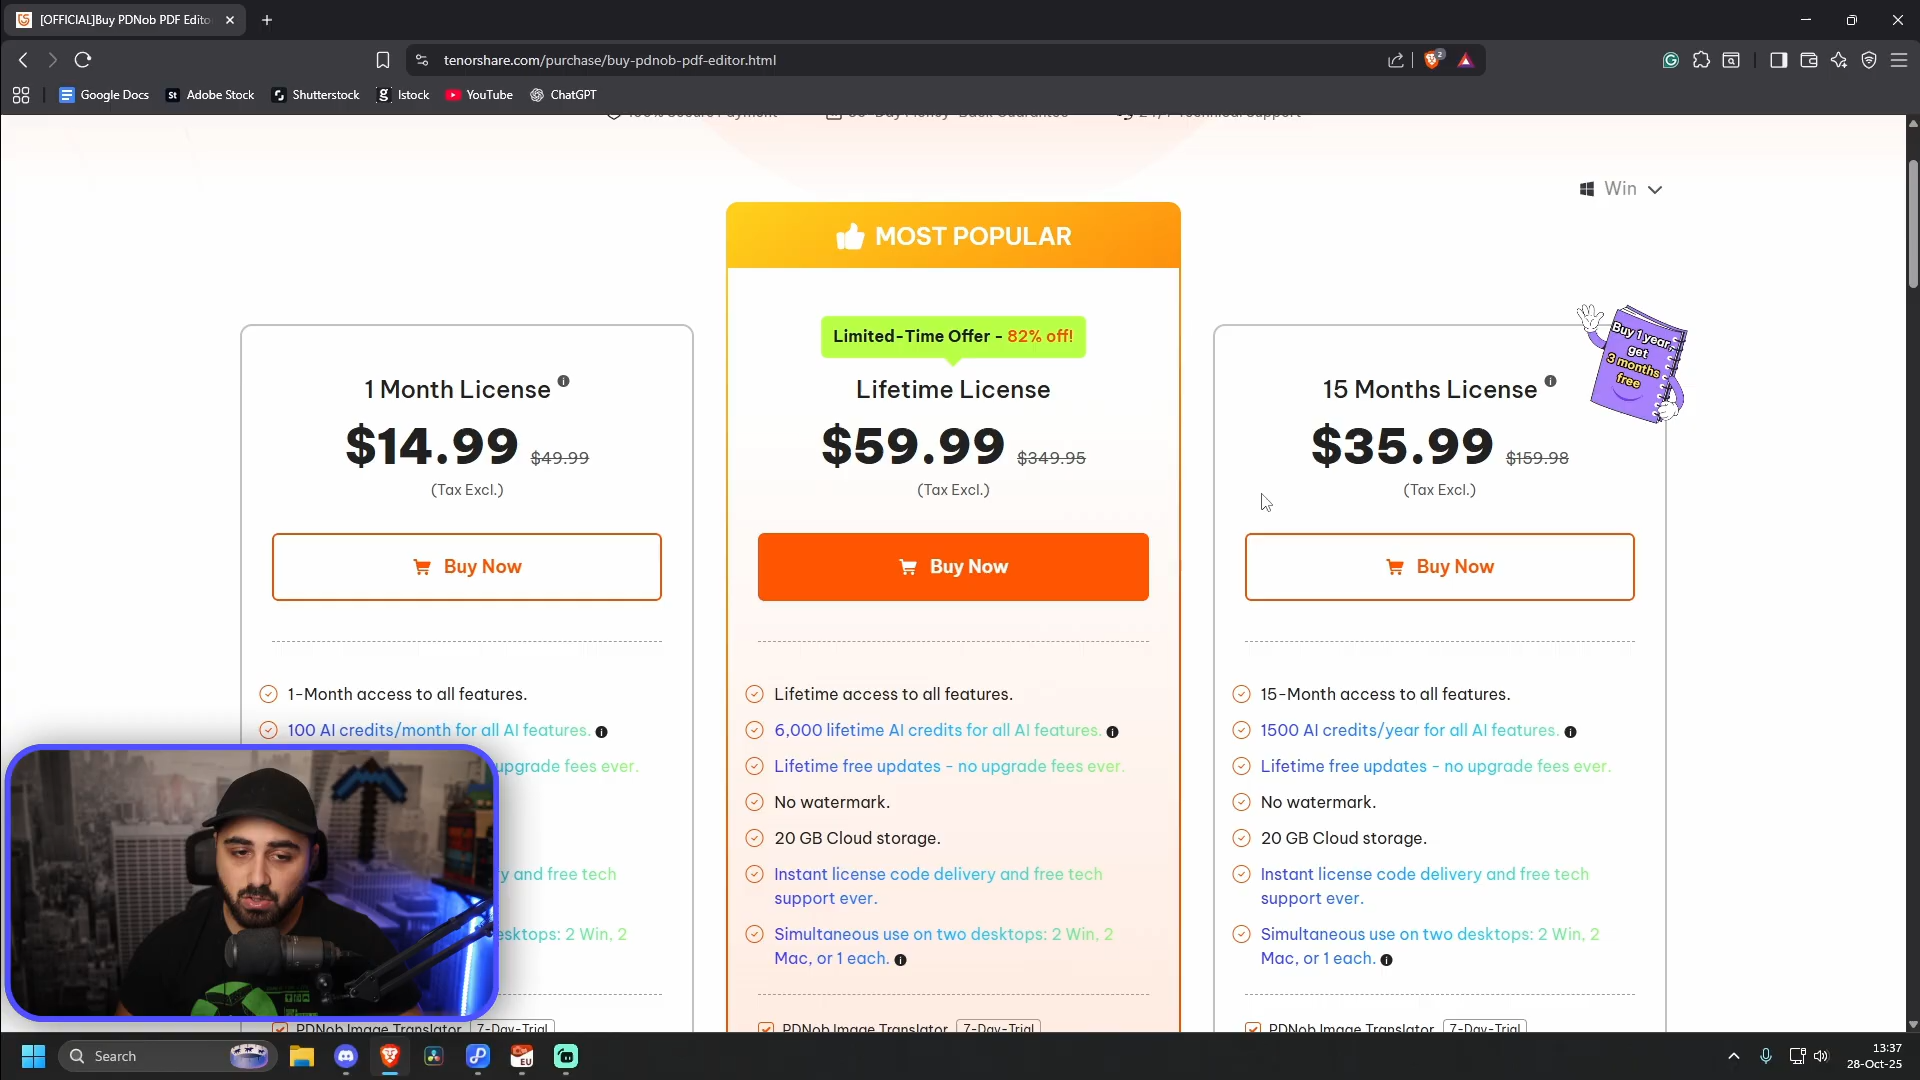 [OFFICIAL]Buy PDNob PDF Edito
tenorshare.com/purchase/buy-pdnob-pdf-editor.html
2
Google Docs
St Adobe Stock
Shutterstock
Istock
YouTube
ChatGPT
100% Secure Payment
Day Money-Back Guarantee
24/7 Technical Support
Win
MOST POPULAR
Limited-Time Offer - 82% off!
Buy 1 year,
get
3 months
free
1 Month License
$14.99 $49.99
(Tax Excl.)
Buy Now
1-Month access to all features.
100 AI credits/month for all AI features.
upgrade fees ever.
y and free tech
esktops: 2 Win, 2
PDNob Image Translator 7-Day-Trial
Lifetime License
$59.99 $349.95
(Tax Excl.)
Buy Now
Lifetime access to all features.
6,000 lifetime AI credits for all AI features.
Lifetime free updates - no upgrade fees ever.
No watermark.
20 GB Cloud storage.
Instant license code delivery and free tech
support ever.
Simultaneous use on two desktops: 2 Win, 2
Mac, or 1 each.
PDNob Image Translator 7-Day-Trial
15 Months License
$35.99 $159.98
(Tax Excl.)
Buy Now
15-Month access to all features.
1500 AI credits/year for all AI features.
Lifetime free updates - no upgrade fees ever.
No watermark.
20 GB Cloud storage.
Instant license code delivery and free tech
support ever.
Simultaneous use on two desktops: 2 Win, 2
Mac, or 1 each.
PDNob Image Translator 7-Day-Trial
Search
EU
13:37
28-Oct-25